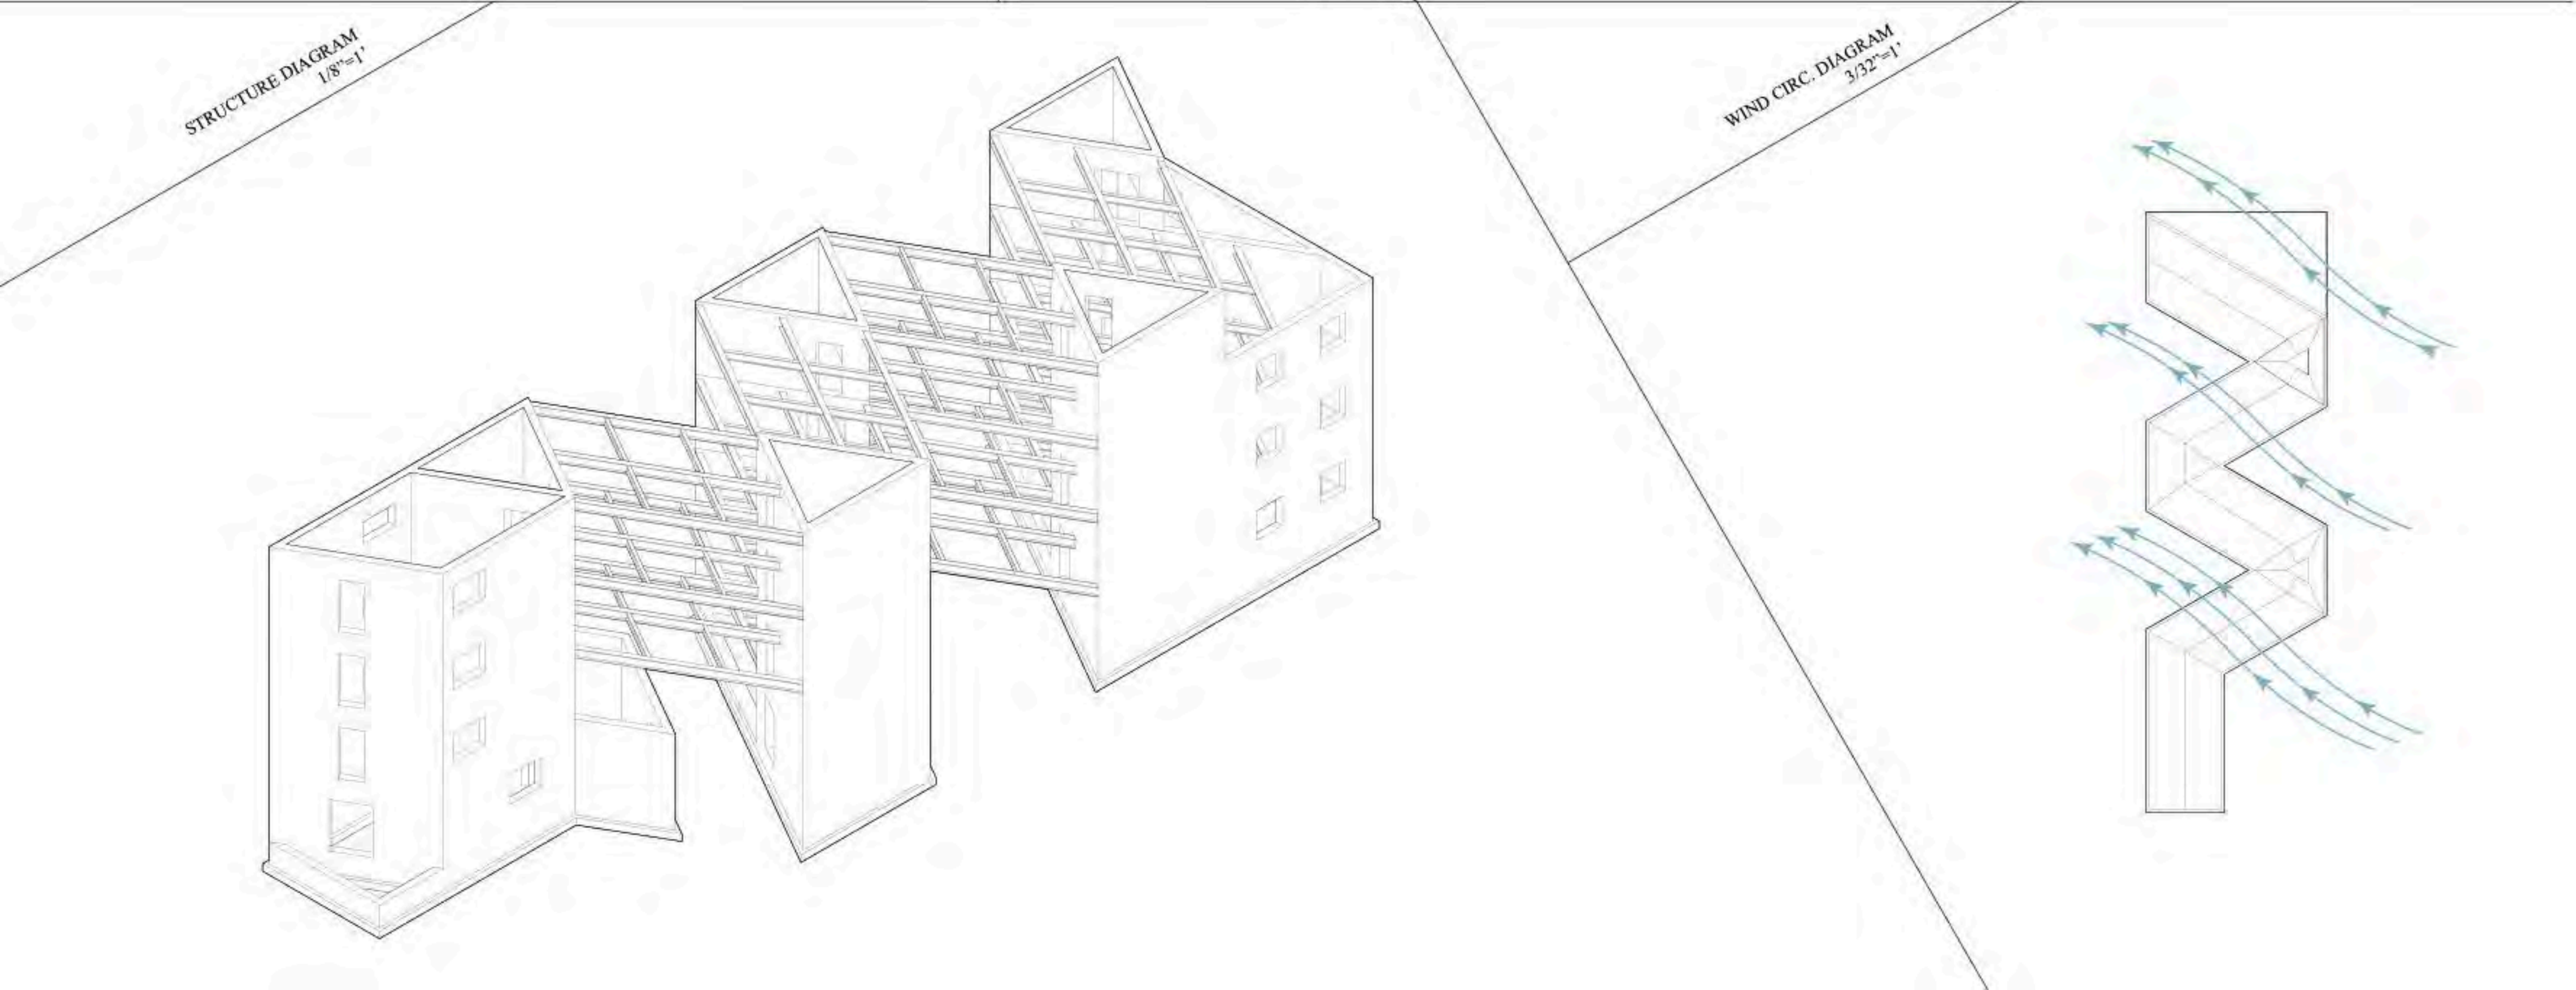 STRUCTURE DIAGRAM
1/8"=1'
WIND CIRC. DIAGRAM
3/32"=1'